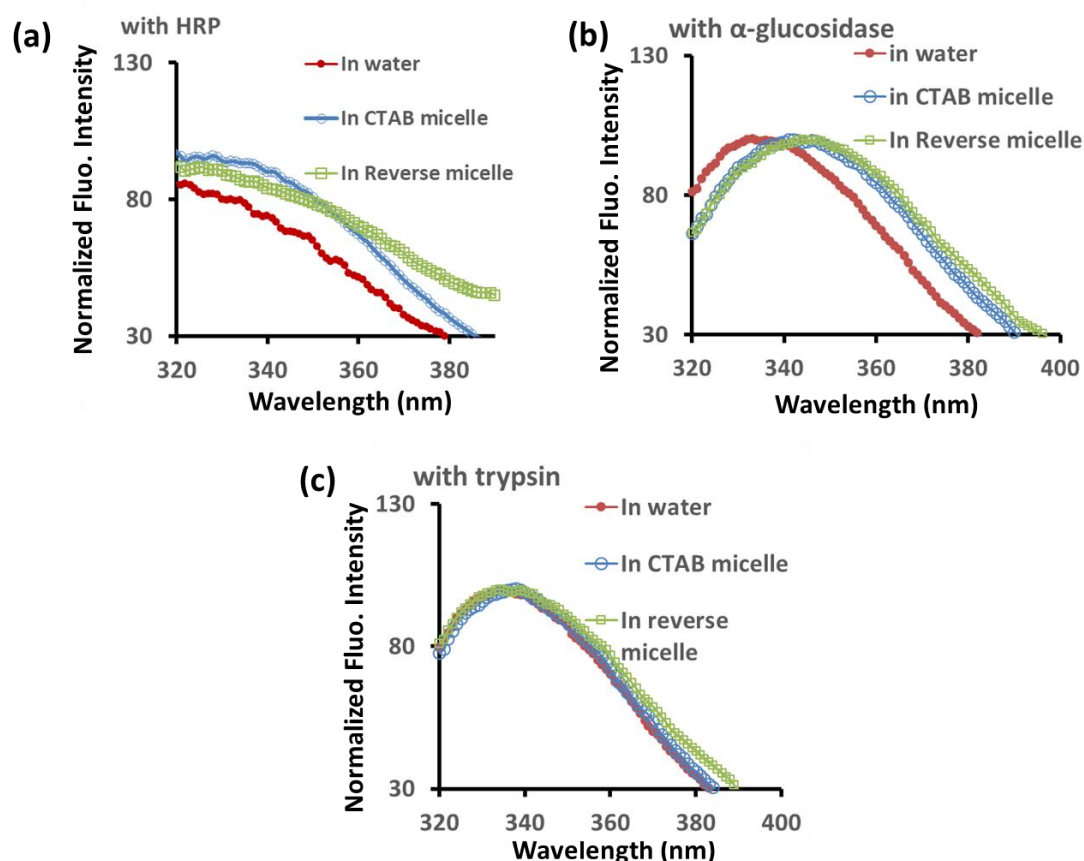 (a)
with HRP
130
80
30
Normalized Fluo. Intensity
In water
In CTAB micelle
In Reverse micelle
320 340 360 380
Wavelength (nm)
(b)
with α-glucosidase
130
80
30
Normalized Fluo. Intensity
in water
in CTAB micelle
in Reverse micelle
320 340 360 380 400
Wavelength (nm)
(c)
with trypsin
130
80
30
Normalized Fluo. Intensity
In water
In CTAB micelle
In reverse
micelle
320 340 360 380 400
Wavelength (nm)